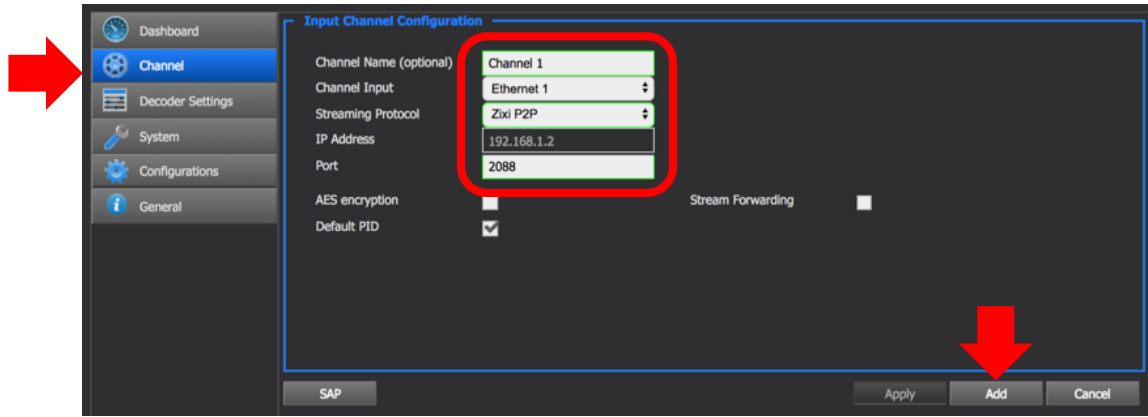 Dashboard
Channel
Decoder Settings
System
Configurations
General
Input Channel Configuration
Channel Name (optional) Channel 1
Channel Input Ethernet 1
Streaming Protocol Zixi P2P
IP Address 192.168.1.2
Port 2088
AES encryption Stream Forwarding
Default PID
SAP Apply Add Cancel